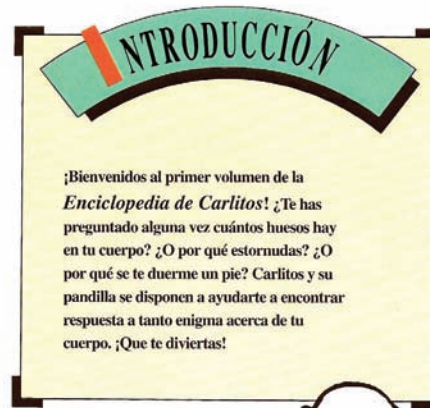 INTRODUCCIÓN
¡Bienvenidos al primer volumen de la
Enciclopedia de Carlitos! ¿Te has
preguntado alguna vez cuántos huesos hay
en tu cuerpo? ¿O por qué estornudas? ¿O
por qué se te duerme un pie? Carlitos y su
pandilla se disponen a ayudarte a encontrar
respuesta a tanto enigma acerca de tu
cuerpo. ¡Que te diviertas!